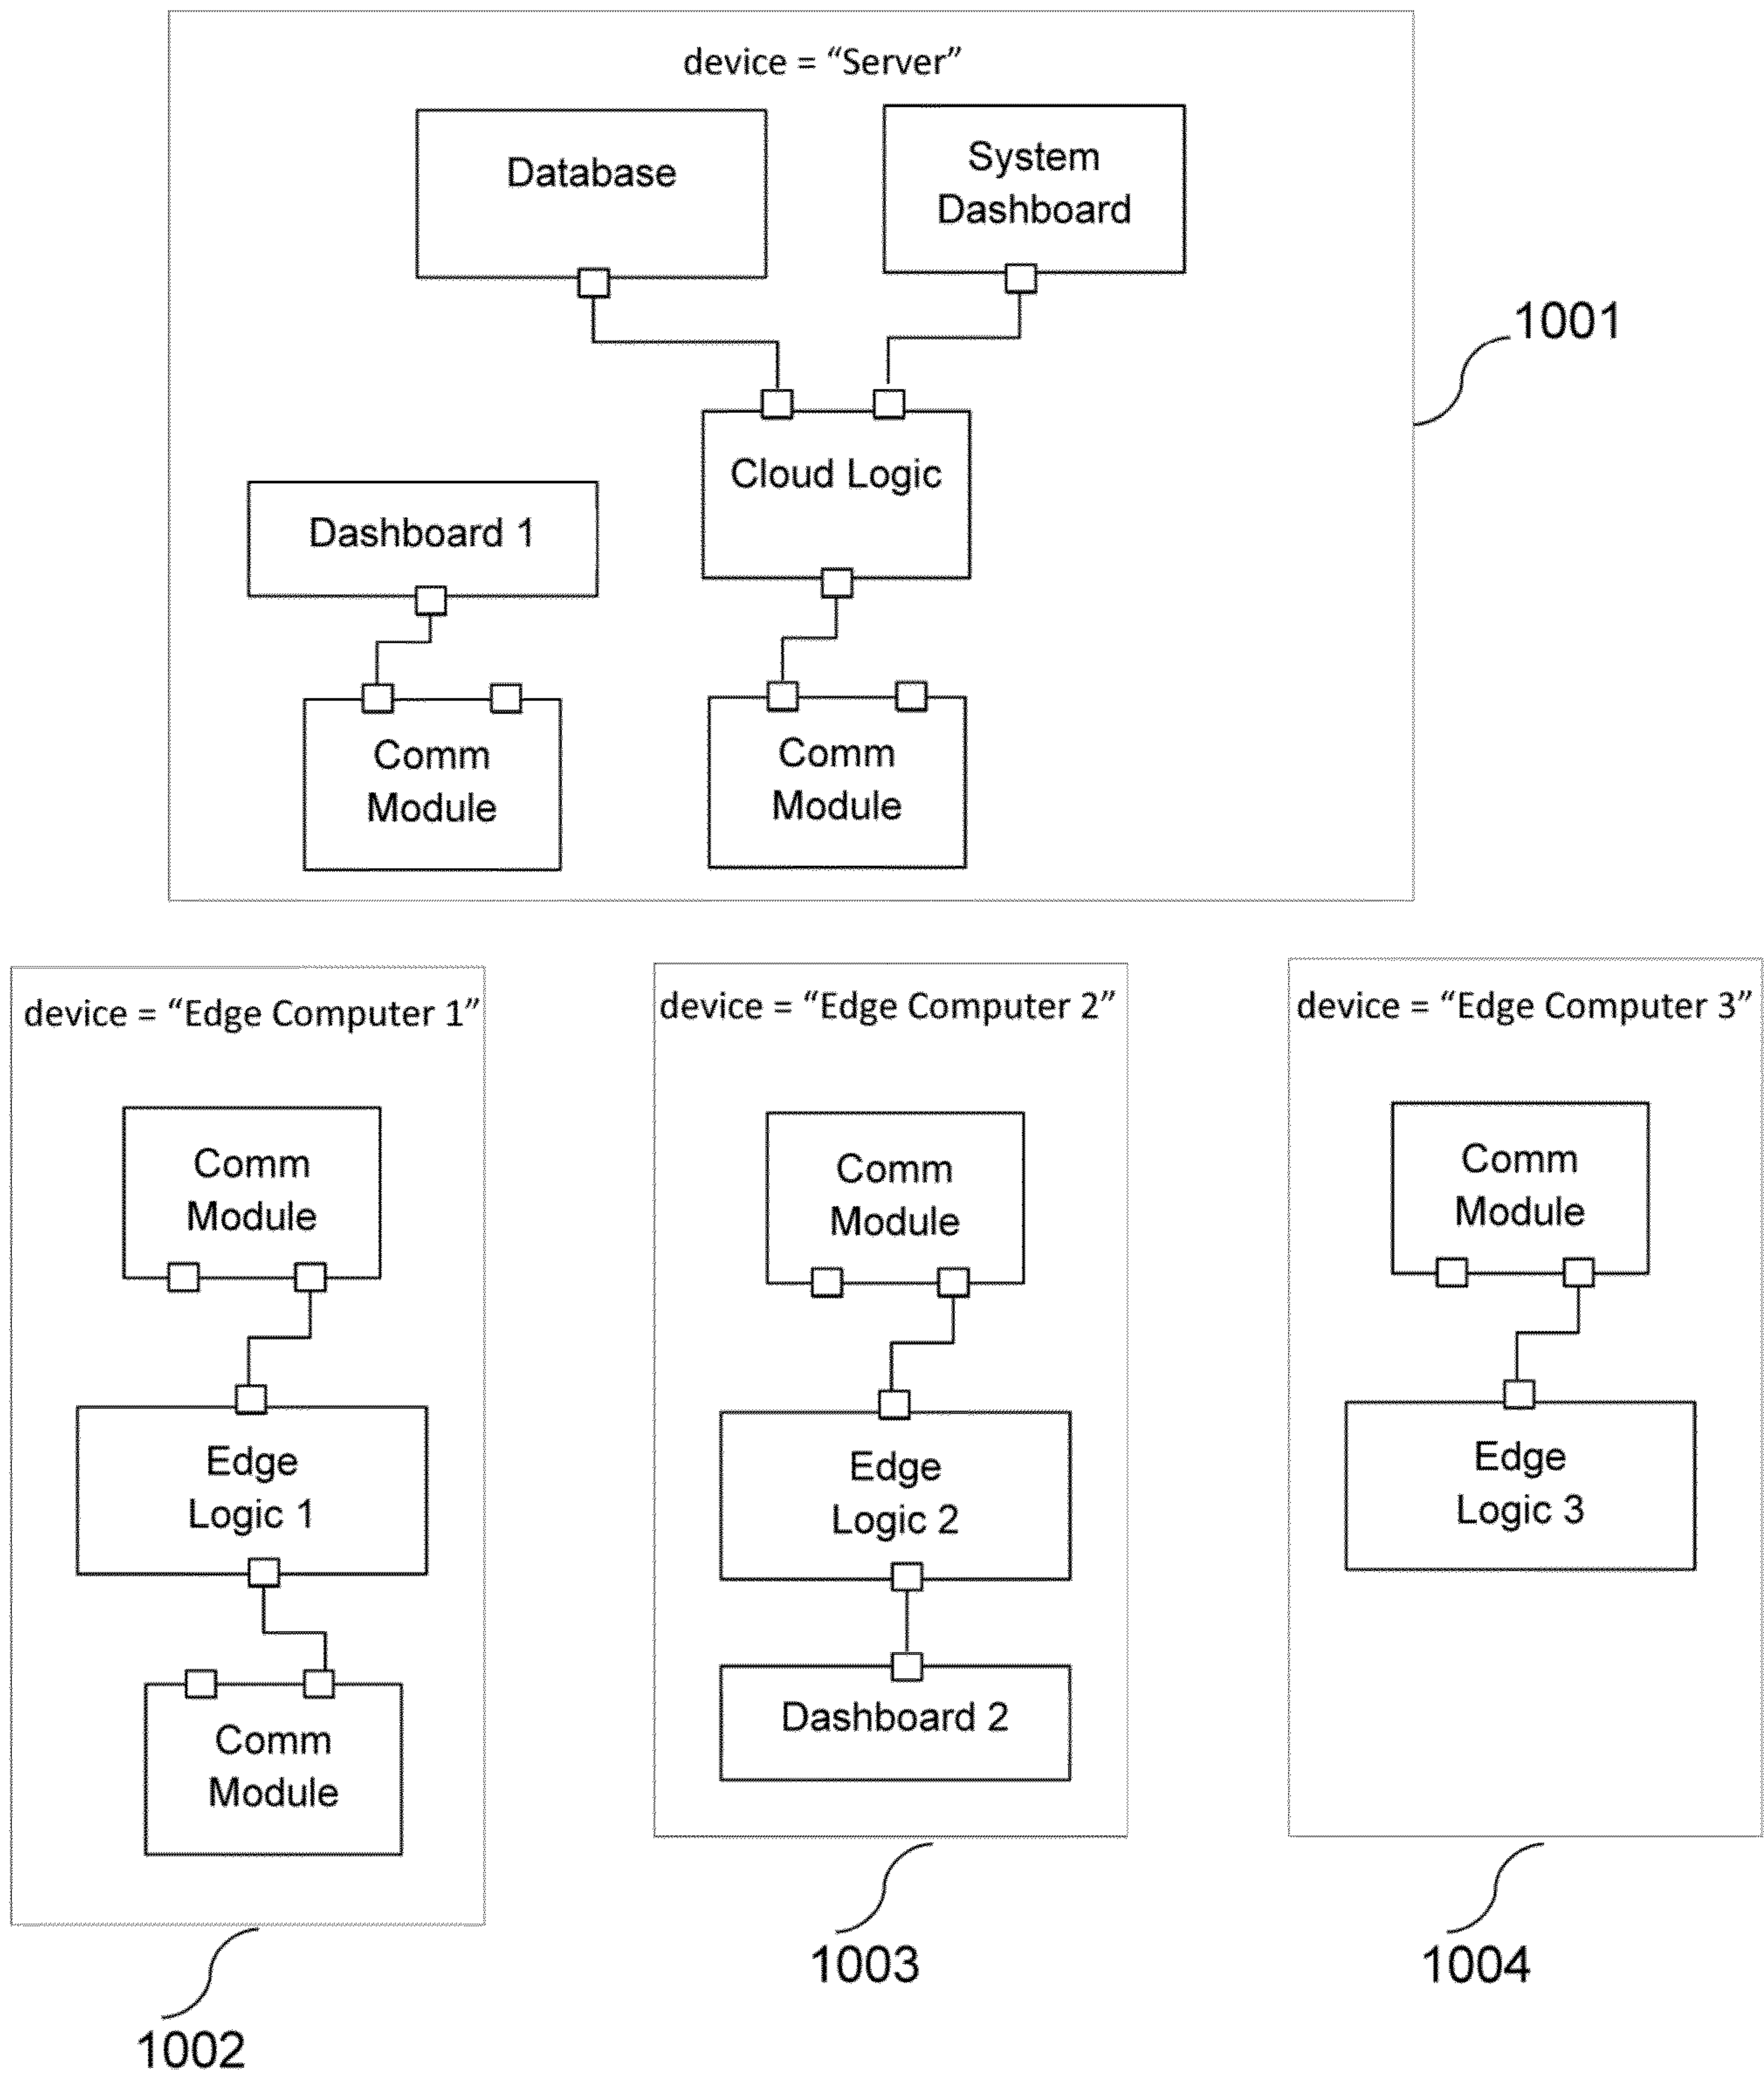 device = “Server”
Database
System
Dashboard
1001
Cloud Logic
Dashboard 1
Comm
Module
Comm
Module
device = “Edge Computer 1”
Comm
Module
Edge
Logic 1
Comm
Module
1002
device = “Edge Computer 2”
Comm
Module
Edge
Logic 2
Dashboard 2
1003
device = “Edge Computer 3”
Comm
Module
Edge
Logic 3
1004